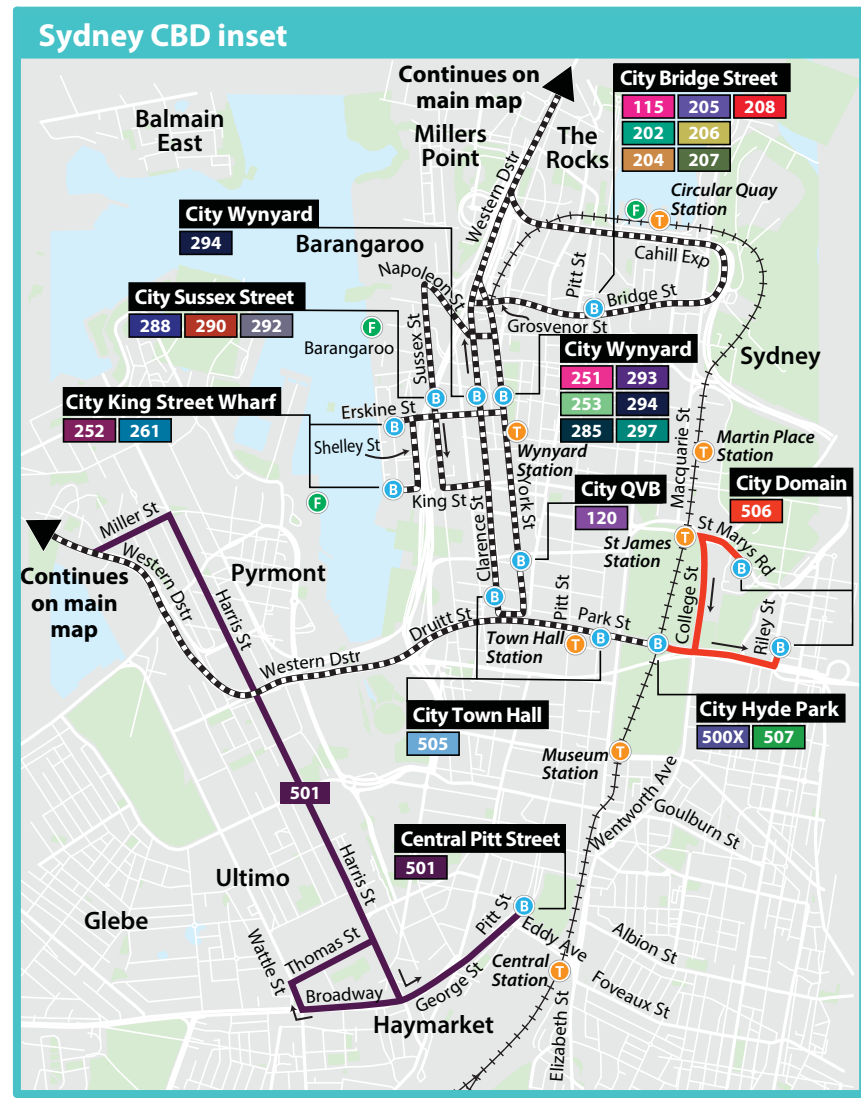 Sydney CBD inset
Continues on
main map
City Bridge Street
115 205 208
202 206
204 207
Balmain
East
Millers
Point
The
Rocks
Western Dstr
F
T
Circular Quay
Station
City Wynyard
294
Barangaroo
Cahill Exp
Napoleon St
Pitt St
B
Bridge St
Grosvenor St
City Sussex Street
288 290 292
F
Barangaroo
Sussex St
Sydney
City Wynyard
251 293
253 294
285 297
City King Street Wharf
252 261
B
B
B
Erskine St
B
Shelley St
T
Wynyard
Station
Macquarie St
T
Martin Place
Station
B
King St
F
Clarence St
York St
City QVB
120
City Domain
506
Miller St
T
St James
Station
St Marys Rd
B
Continues
on main
map
Western Dstr
Pyrmont
Harris St
B
B
Pitt St
College St
Riley St
Druitt St
Park St
Western Dstr
Town Hall
Station
T
B
B
B
City Town Hall
505
City Hyde Park
500X 507
Museum
Station
T
Wentworth Ave
501
Goulburn St
Central Pitt Street
501
Harris St
Ultimo
Glebe
Pitt St
B
Eddy Ave
Albion St
Thomas St
Wattle St
Central
Station
T
Broadway
George St
Foveaux St
Haymarket
Elizabeth St